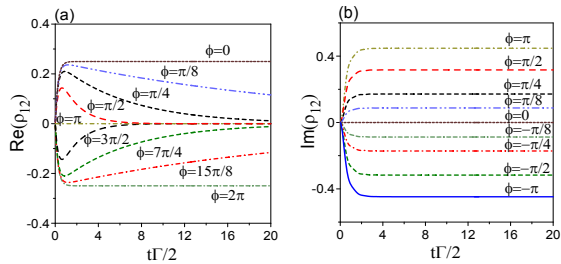 (a)
Re(ρ12)
0.4
0.2
0.0
-0.2
-0.4
0 4 8 12 16 20
tΓ/2
ϕ=0
ϕ=π/8
ϕ=π/4
ϕ=π/2
ϕ=π
ϕ=3π/2
ϕ=7π/4
ϕ=15π/8
ϕ=2π
(b)
Im(ρ12)
0.4
0
-0.4
0 4 8 12 16 20
tΓ/2
ϕ=π
ϕ=π/2
ϕ=π/4
ϕ=π/8
ϕ=0
ϕ=−π/8
ϕ=−π/4
ϕ=−π/2
ϕ=−π